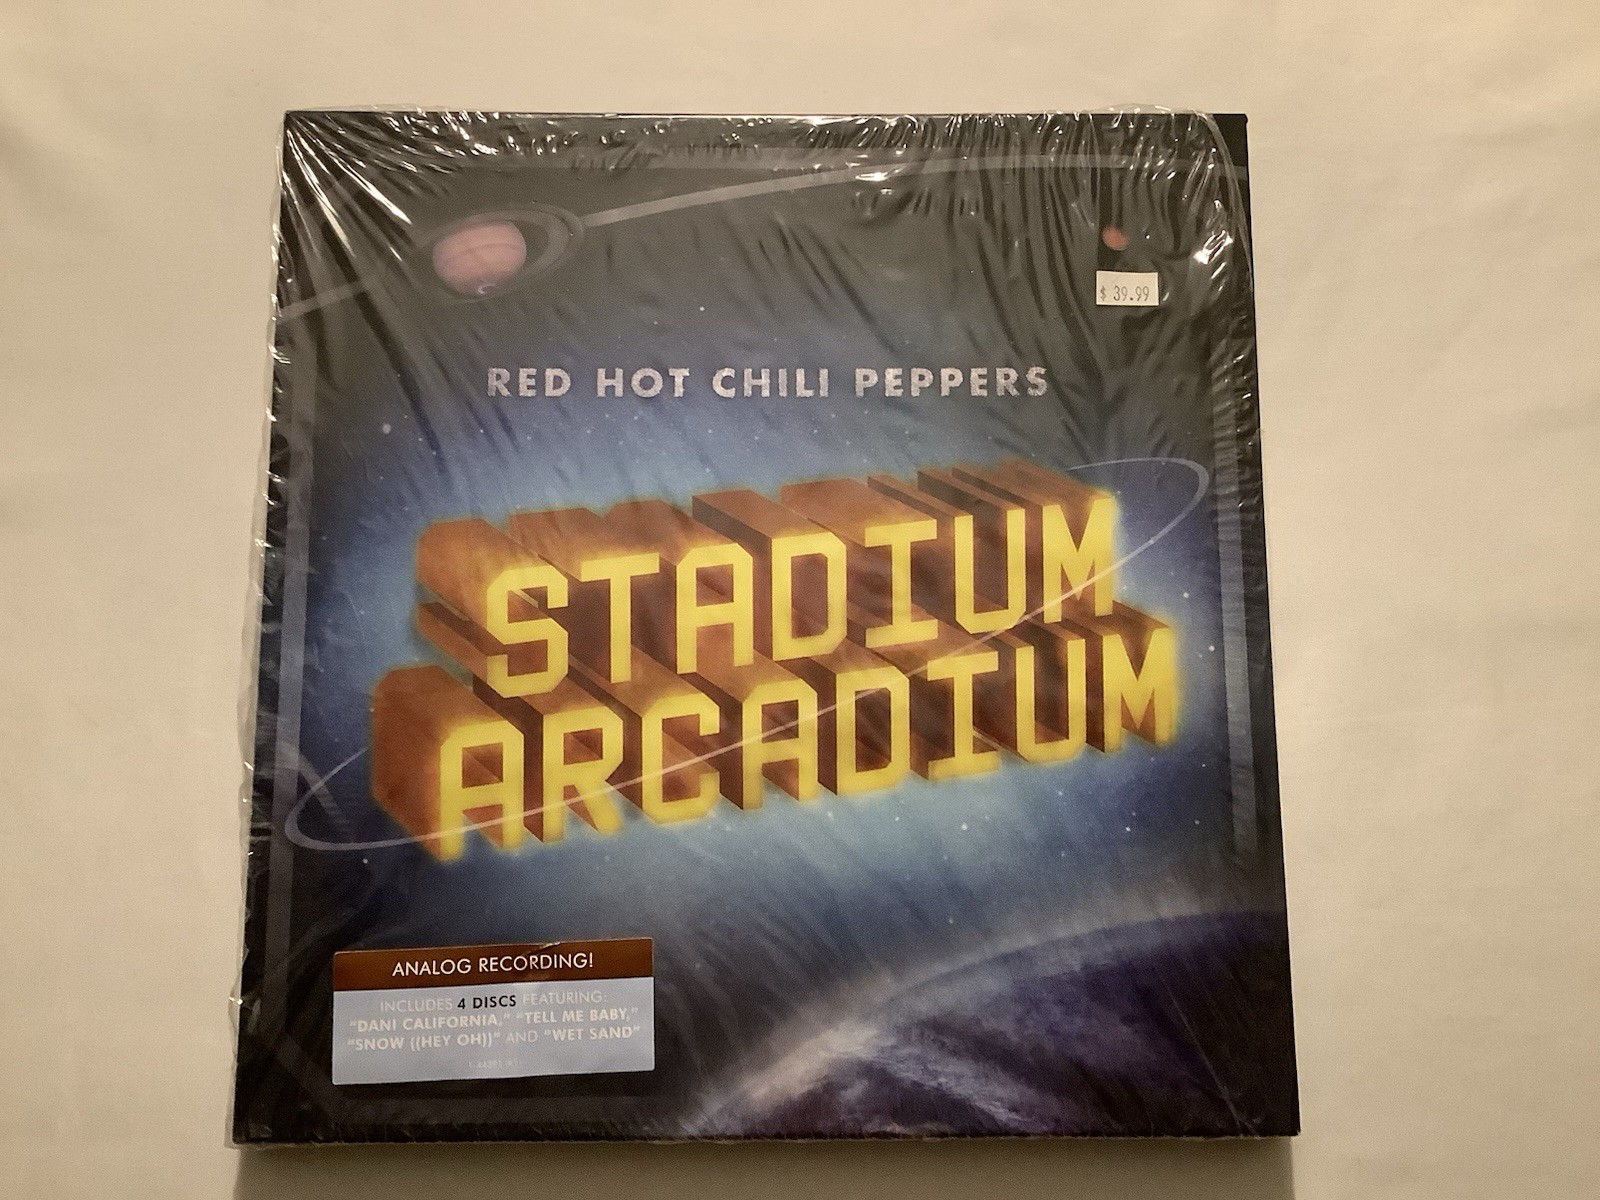 $ 39.99
RED HOT CHILI PEPPERS
STADIUM
ARCADIUM
ANALOG RECORDING!
INCLUDES 4 DISCS FEATURING:
"DANI CALIFORNIA," "TELL ME BABY,"
"SNOW ((HEY OH))" AND "WET SAND"